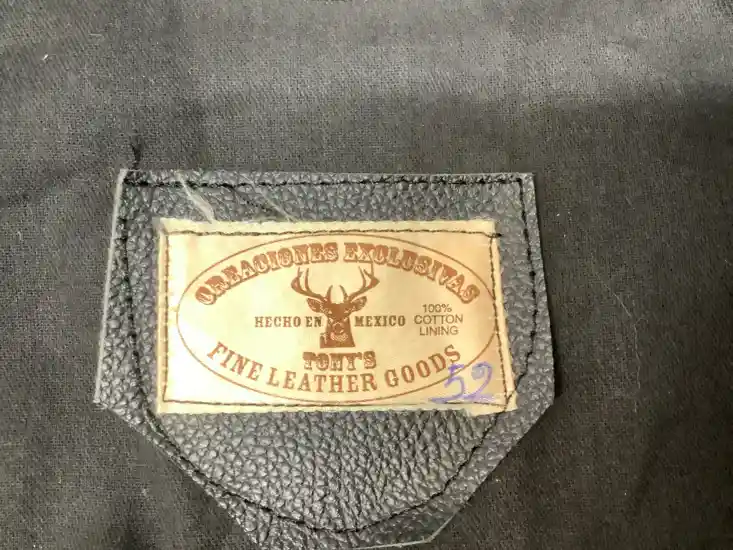 CREACIONES EXCLUSIVAS
HECHO EN MEXICO
100%
COTTON
LINING
TONY'S
FINE LEATHER GOODS
52